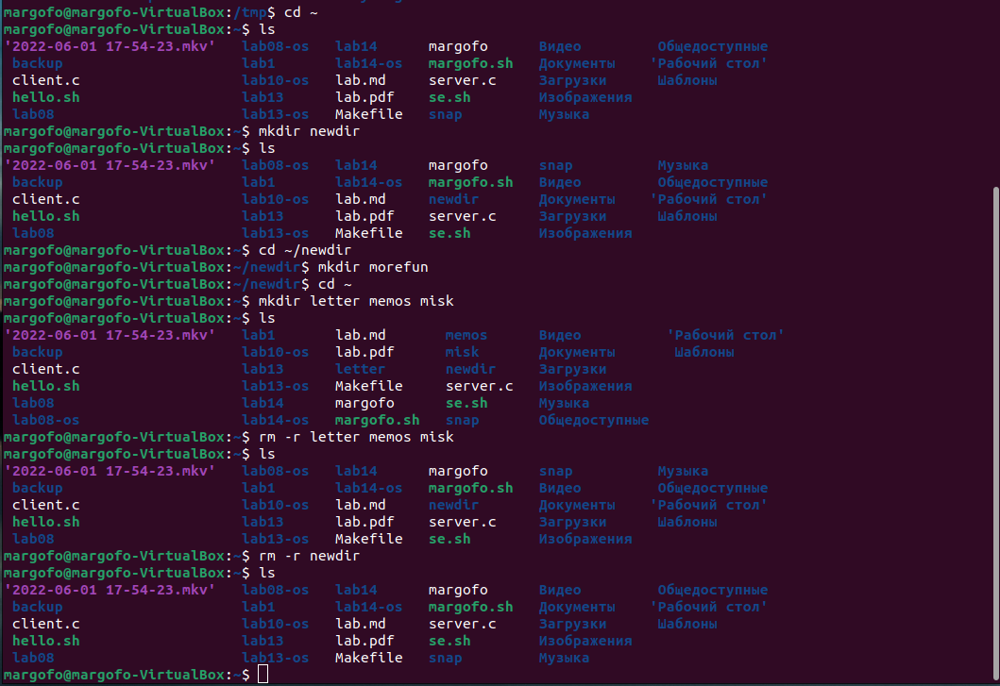 margofo@margofo-VirtualBox:/tmp$ cd ~
margofo@margofo-VirtualBox:~$ ls
'2022-06-01 17-54-23.mkv' lab08-os lab14 margofo Видео Общедоступные
backup lab1 lab14-os margofo.sh Документы 'Рабочий стол'
client.c lab10-os lab.md server.c Загрузки Шаблоны
hello.sh lab13 lab.pdf se.sh Изображения
lab08 lab13-os Makefile snap Музыка
margofo@margofo-VirtualBox:~$ mkdir newdir
margofo@margofo-VirtualBox:~$ ls
'2022-06-01 17-54-23.mkv' lab08-os lab14 margofo snap Музыка
backup lab1 lab14-os margofo.sh Видео Общедоступные
client.c lab10-os lab.md newdir Документы 'Рабочий стол'
hello.sh lab13 lab.pdf server.c Загрузки Шаблоны
lab08 lab13-os Makefile se.sh Изображения
margofo@margofo-VirtualBox:~$ cd ~/newdir
margofo@margofo-VirtualBox:~/newdir$ mkdir morefun
margofo@margofo-VirtualBox:~/newdir$ cd ~
margofo@margofo-VirtualBox:~$ mkdir letter memos misk
margofo@margofo-VirtualBox:~$ ls
'2022-06-01 17-54-23.mkv' lab1 lab.md memos Видео 'Рабочий стол'
backup lab10-os lab.pdf misk Документы Шаблоны
client.c lab13 letter newdir Загрузки
hello.sh lab13-os Makefile server.c Изображения
lab08 lab14 margofo se.sh Музыка
lab08-os lab14-os margofo.sh snap Общедоступные
margofo@margofo-VirtualBox:~$ rm -r letter memos misk
margofo@margofo-VirtualBox:~$ ls
'2022-06-01 17-54-23.mkv' lab08-os lab14 margofo snap Музыка
backup lab1 lab14-os margofo.sh Видео Общедоступные
client.c lab10-os lab.md newdir Документы 'Рабочий стол'
hello.sh lab13 lab.pdf server.c Загрузки Шаблоны
lab08 lab13-os Makefile se.sh Изображения
margofo@margofo-VirtualBox:~$ rm -r newdir
margofo@margofo-VirtualBox:~$ ls
'2022-06-01 17-54-23.mkv' lab08-os lab14 margofo Видео Общедоступные
backup lab1 lab14-os margofo.sh Документы 'Рабочий стол'
client.c lab10-os lab.md server.c Загрузки Шаблоны
hello.sh lab13 lab.pdf se.sh Изображения
lab08 lab13-os Makefile snap Музыка
margofo@margofo-VirtualBox:~$